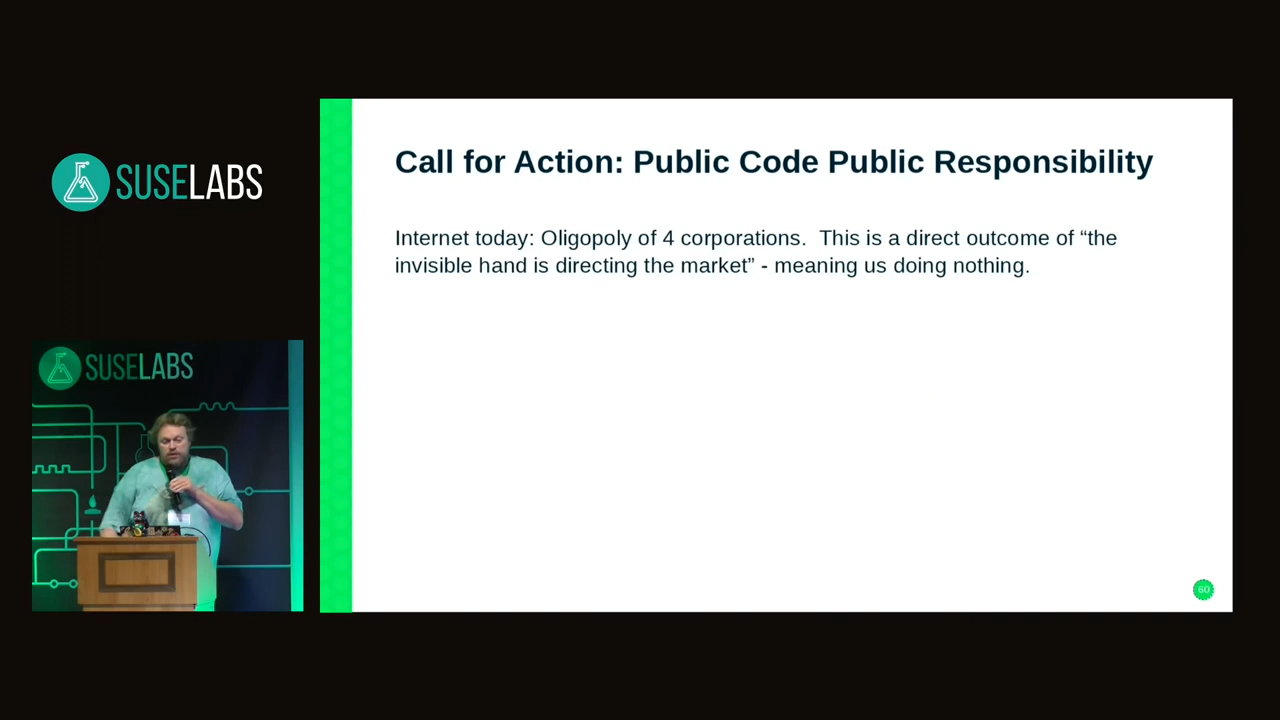 SUSELABS
Call for Action: Public Code Public Responsibility
Internet today: Oligopoly of 4 corporations.  This is a direct outcome of “the
invisible hand is directing the market” - meaning us doing nothing.
SUSELABS
60